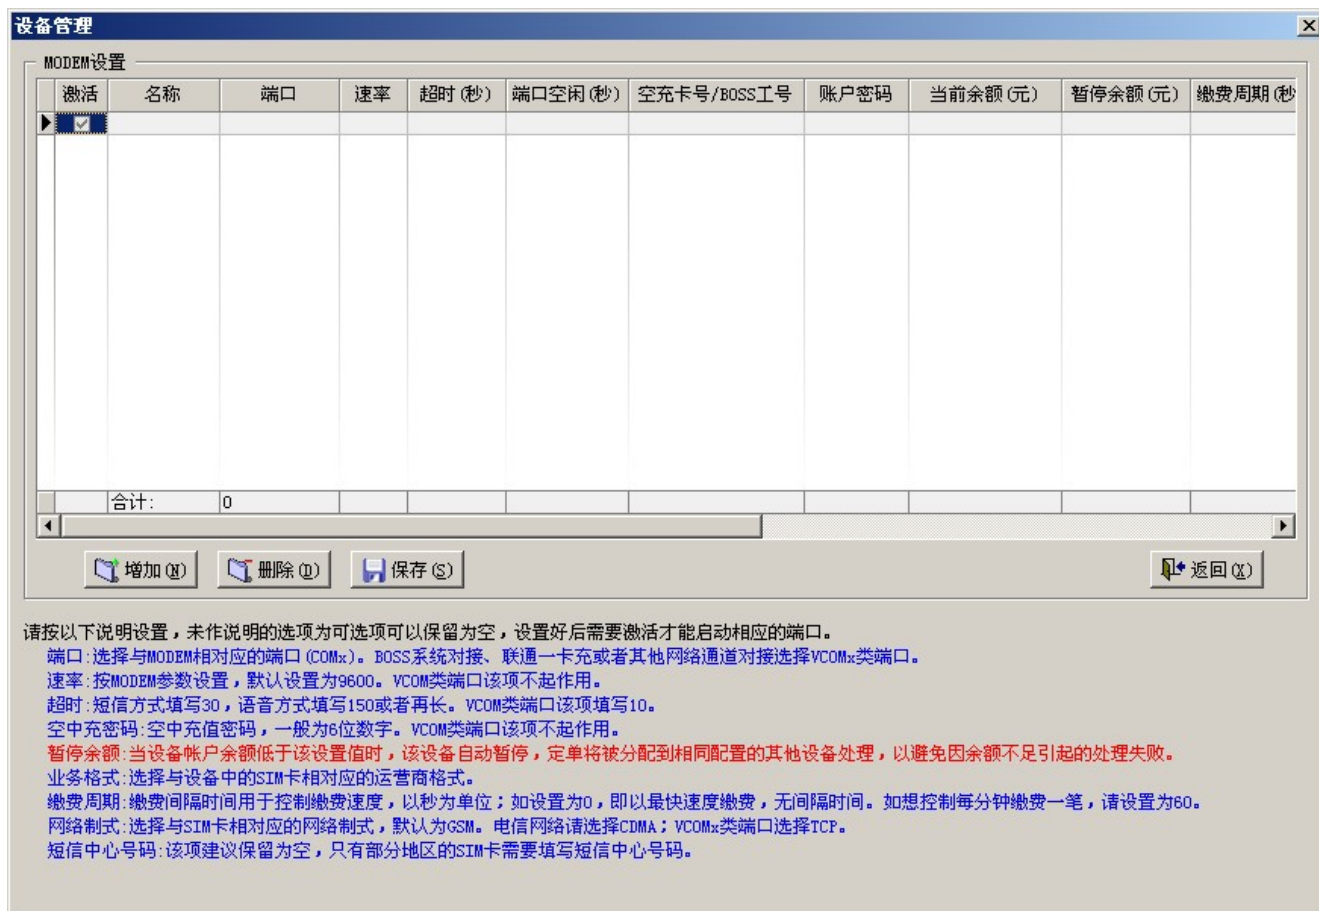 设备管理
MODEM设置
激活 名称 端口 速率 超时(秒) 端口空闲(秒) 空充卡号/BOSS工号 账户密码 当前余额(元) 暂停余额(元) 缴费周期(秒
合计: 0
增加(N) 删除(D) 保存(S) 返回(X)
请按以下说明设置，未作说明的选项为可选项可以保留为空，设置好后需要激活才能启动相应的端口。
端口:选择与MODEM相对应的端口(COMx)。BOSS系统对接、联通一卡充或者其他网络通道对接选择VCOMx类端口。
速率:按MODEM参数设置，默认设置为9600。VCOM类端口该项不起作用。
超时:短信方式填写30，语音方式填写150或者再长。VCOM类端口该项填写10。
空中充密码:空中充值密码，一般为6位数字。VCOM类端口该项不起作用。
暂停余额:当设备帐户余额低于该设置值时，该设备自动暂停，定单将被分配到相同配置的其他设备处理，以避免因余额不足引起的处理失败。
业务格式:选择与设备中的SIM卡相对应的运营商格式。
缴费周期:缴费间隔时间用于控制缴费速度，以秒为单位；如设置为0，即以最快速度缴费，无间隔时间。如想控制每分钟缴费一笔，请设置为60。
网络制式:选择与SIM卡相对应的网络制式，默认为GSM。电信网络请选择CDMA；VCOMx类端口选择TCP。
短信中心号码:该项建议保留为空，只有部分地区的SIM卡需要填写短信中心号码。